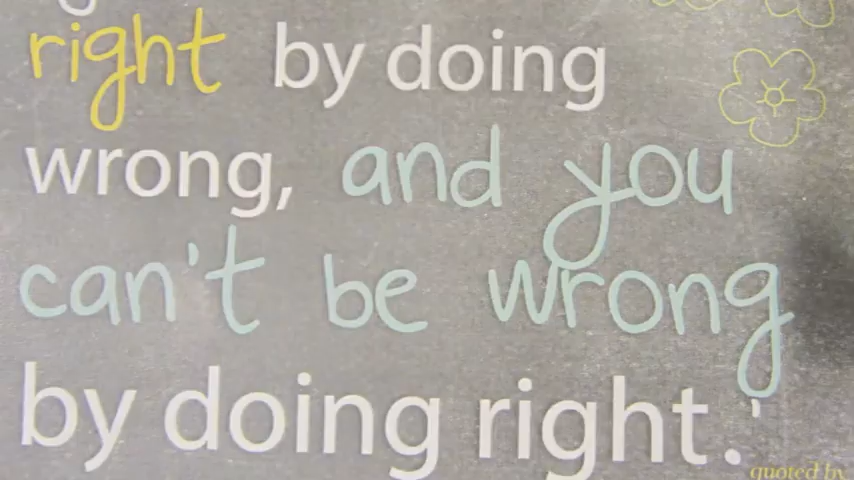 right by doing
wrong, and you
can't be wrong
by doing right.'
quoted by